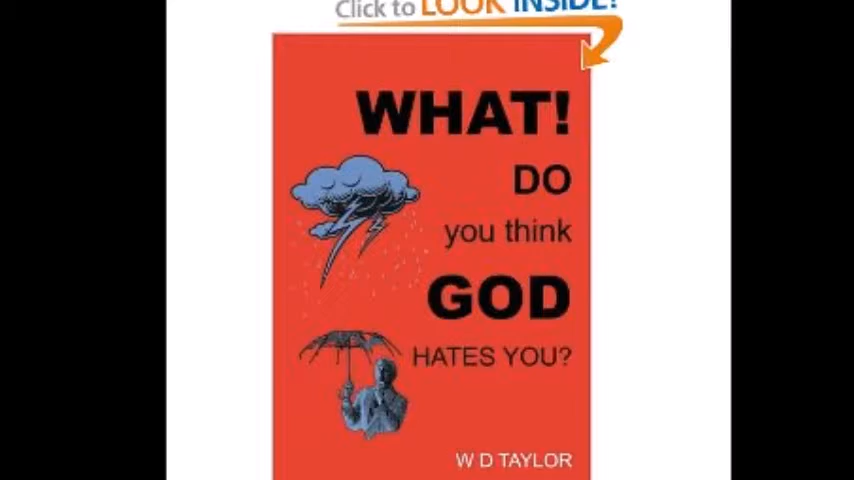 Click to LOOK INSIDE!
WHAT!
DO
you think
GOD
HATES YOU?
W D TAYLOR